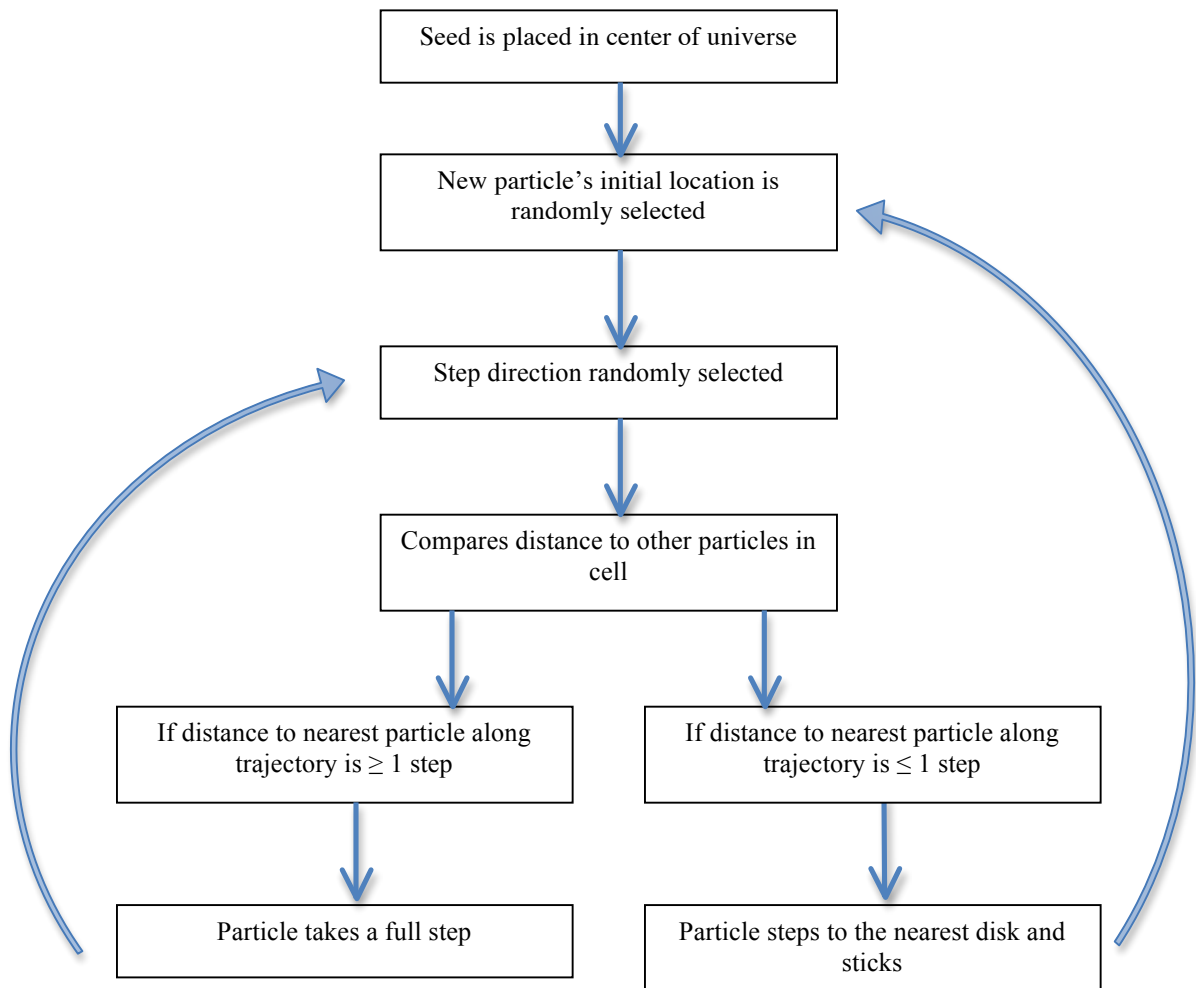 Seed is placed in center of universe
New particle’s initial location is
randomly selected
Step direction randomly selected
Compares distance to other particles in
cell
If distance to nearest particle along
trajectory is ≥ 1 step
If distance to nearest particle along
trajectory is ≤ 1 step
Particle takes a full step
Particle steps to the nearest disk and
sticks